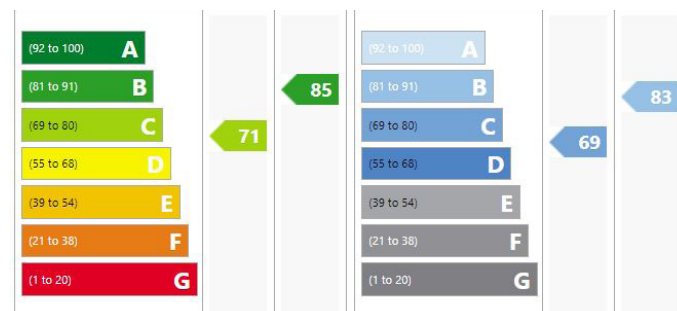 (92 to 100) A
(81 to 91) B
(69 to 80) C
(55 to 68) D
(39 to 54) E
(21 to 38) F
(1 to 20) G
71
85
(92 to 100) A
(81 to 91) B
(69 to 80) C
(55 to 68) D
(39 to 54) E
(21 to 38) F
(1 to 20) G
69
83